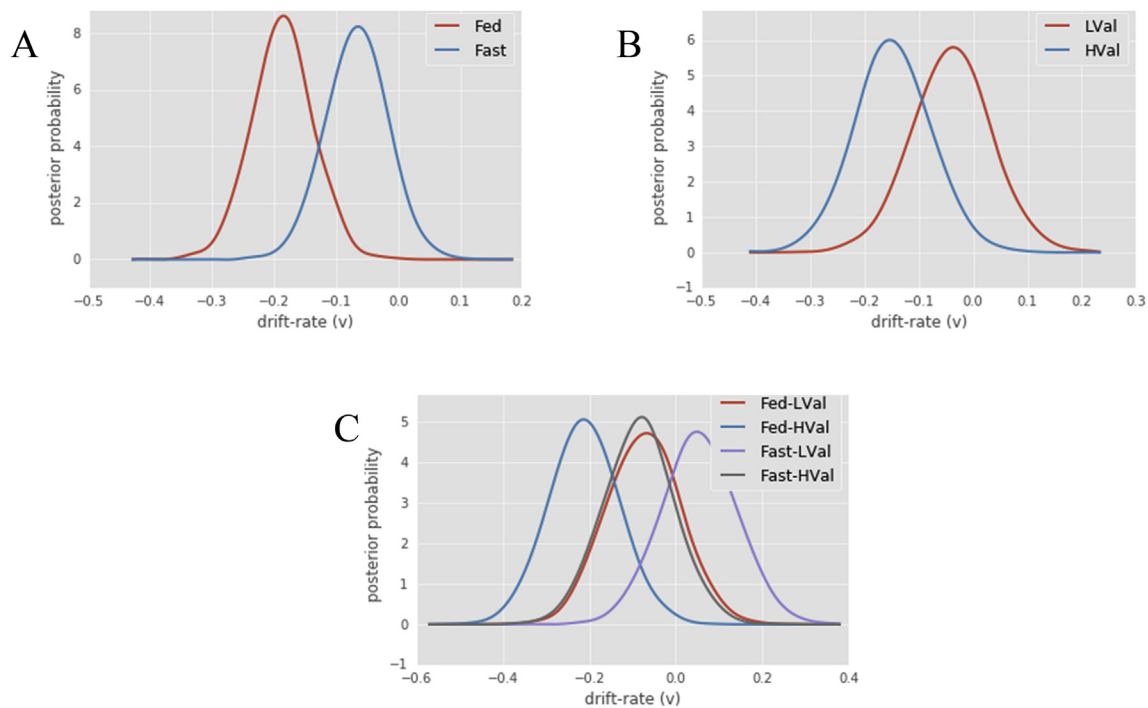 A
Fed
Fast
posterior probability
8
6
4
2
0
−0.5 −0.4 −0.3 −0.2 −0.1 0.0 0.1 0.2
drift-rate (v)
B
LVal
HVal
posterior probability
6
5
4
3
2
1
0
−1
−0.5 −0.4 −0.3 −0.2 −0.1 0.0 0.1 0.2 0.3
drift-rate (v)
C
Fed-LVal
Fed-HVal
Fast-LVal
Fast-HVal
posterior probability
5
4
3
2
1
0
−1
−0.6 −0.4 −0.2 0.0 0.2 0.4
drift-rate (v)